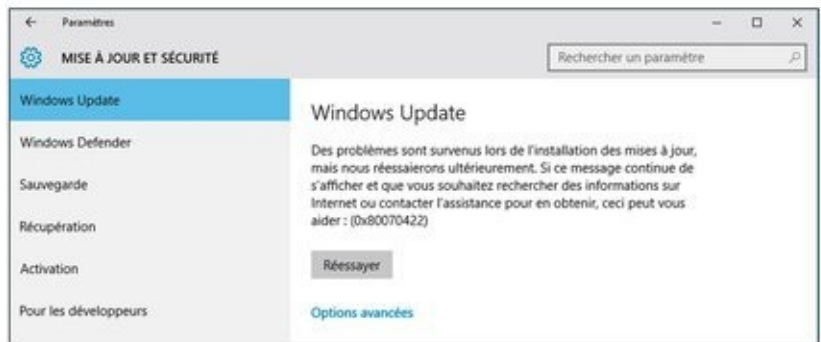 Paramètres
MISE À JOUR ET SÉCURITÉ
Rechercher un paramètre
Windows Update
Windows Defender
Sauvegarde
Récupération
Activation
Pour les développeurs
Windows Update
Des problèmes sont survenus lors de l'installation des mises à jour,
mais nous réessaierons ultérieurement. Si ce message continue de
s'afficher et que vous souhaitez rechercher des informations sur
Internet ou contacter l'assistance pour en obtenir, ceci peut vous
aider : (0x80070422)
Réessayer
Options avancées